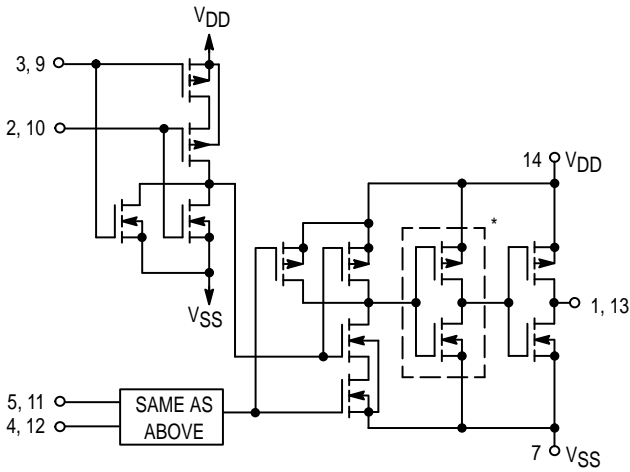 VDD
3, 9
2, 10
14 VDD
*
1, 13
VSS
5, 11
4, 12
SAME AS
ABOVE
7 VSS